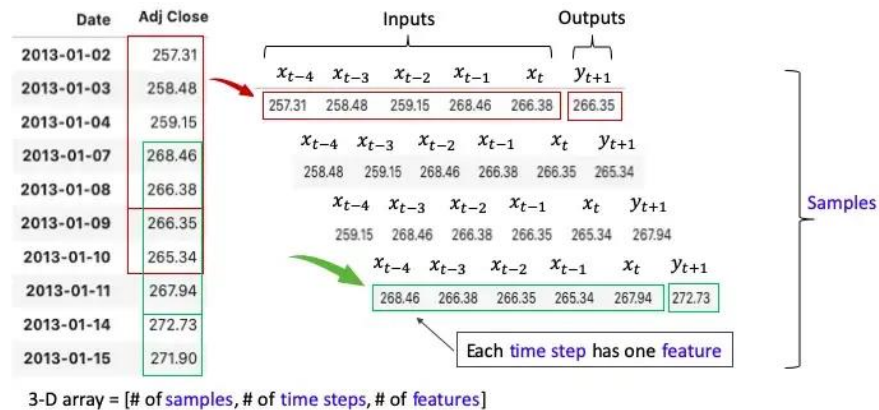 Date Adj Close
2013-01-02 257.31
2013-01-03 258.48
2013-01-04 259.15
2013-01-07 268.46
2013-01-08 266.38
2013-01-09 266.35
2013-01-10 265.34
2013-01-11 267.94
2013-01-14 272.73
2013-01-15 271.90
Inputs Outputs
xₜ₋₄ xₜ₋₃ xₜ₋₂ xₜ₋₁ xₜ yₜ₊₁
257.31 258.48 259.15 268.46 266.38 266.35
xₜ₋₄ xₜ₋₃ xₜ₋₂ xₜ₋₁ xₜ yₜ₊₁
258.48 259.15 268.46 266.38 266.35 265.34
xₜ₋₄ xₜ₋₃ xₜ₋₂ xₜ₋₁ xₜ yₜ₊₁
259.15 268.46 266.38 266.35 265.34 267.94
xₜ₋₄ xₜ₋₃ xₜ₋₂ xₜ₋₁ xₜ yₜ₊₁
268.46 266.38 266.35 265.34 267.94 272.73
Samples
Each time step has one feature
3-D array = [# of samples, # of time steps, # of features]